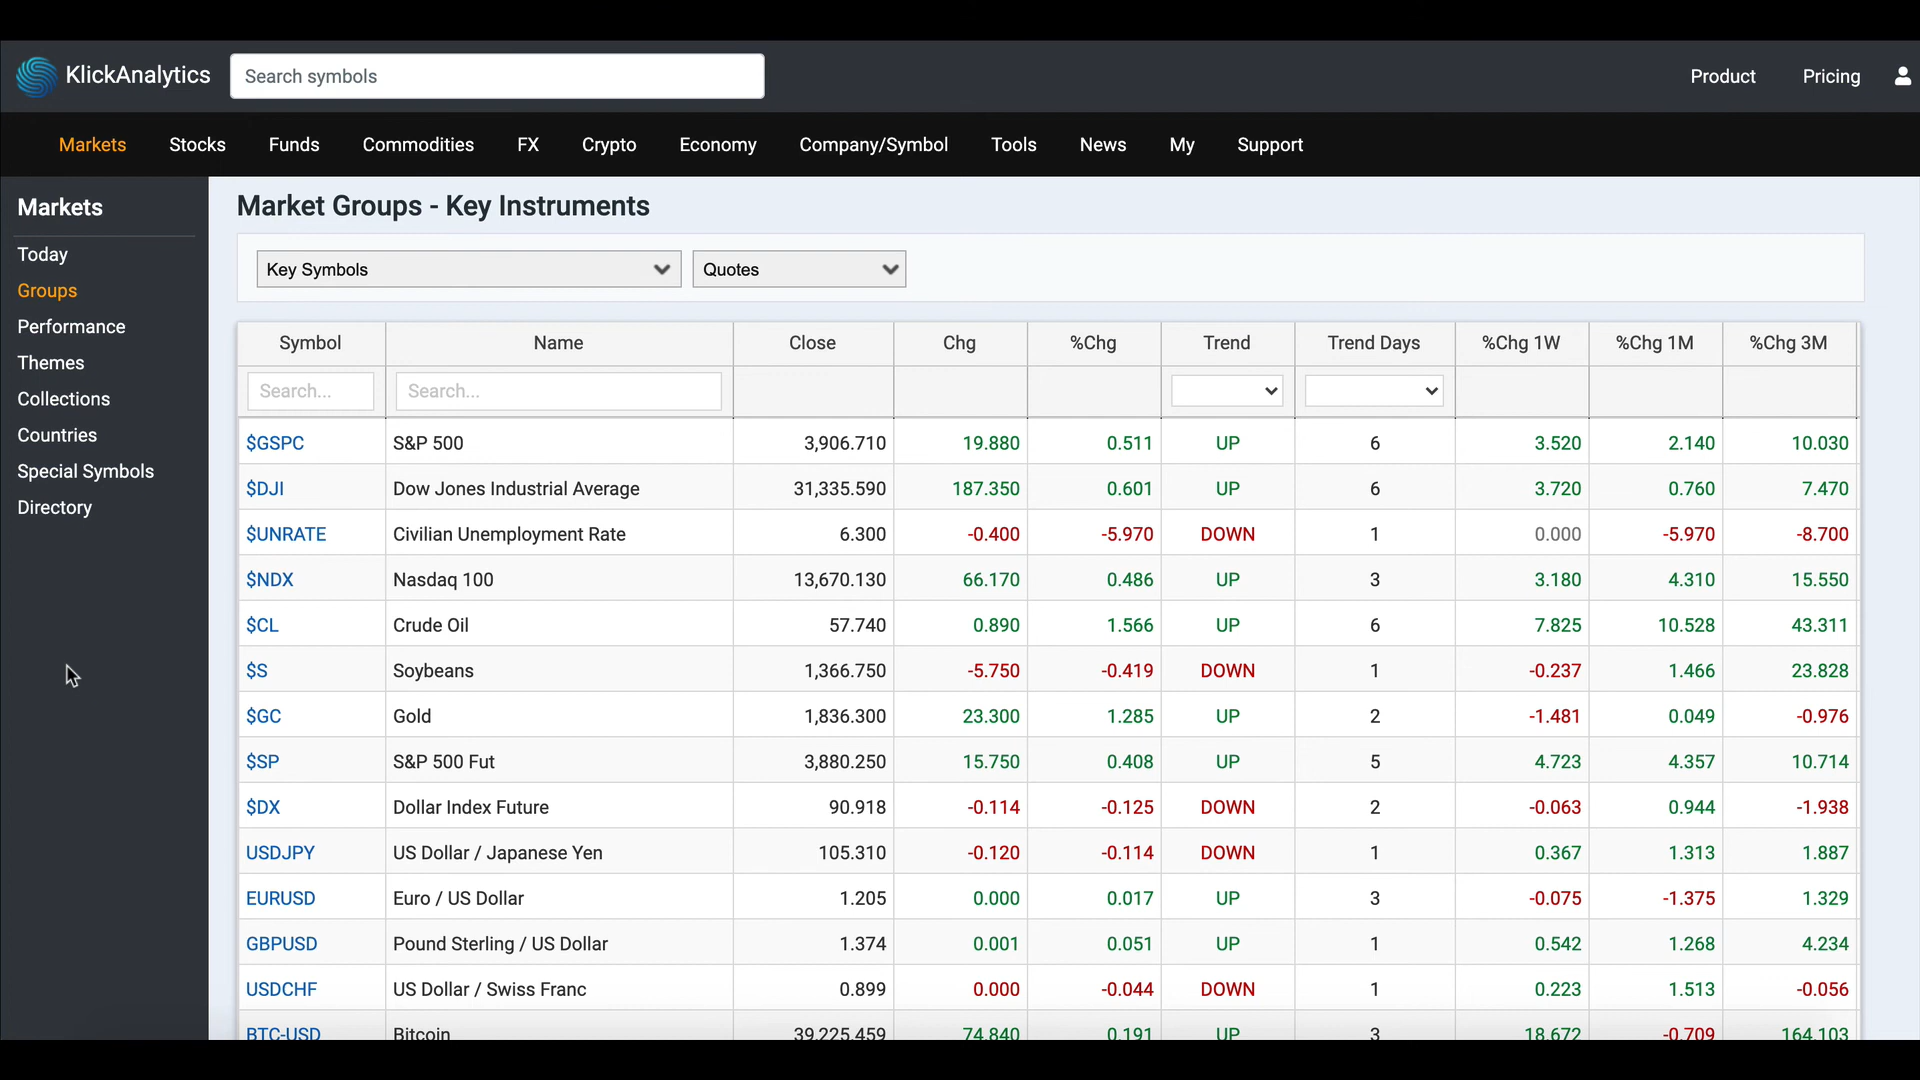 KlickAnalytics Search symbols Product Pricing
Markets Stocks Funds Commodities FX Crypto Economy Company/Symbol Tools News My Support
Markets
Today
Groups
Performance
Themes
Collections
Countries
Special Symbols
Directory
Market Groups - Key Instruments
Key Symbols Quotes
Symbol Name Close Chg %Chg Trend Trend Days %Chg 1W %Chg 1M %Chg 3M
Search... Search...
$GSPC S&P 500 3,906.710 19.880 0.511 UP 6 3.520 2.140 10.030
$DJI Dow Jones Industrial Average 31,335.590 187.350 0.601 UP 6 3.720 0.760 7.470
$UNRATE Civilian Unemployment Rate 6.300 -0.400 -5.970 DOWN 1 0.000 -5.970 -8.700
$NDX Nasdaq 100 13,670.130 66.170 0.486 UP 3 3.180 4.310 15.550
$CL Crude Oil 57.740 0.890 1.566 UP 6 7.825 10.528 43.311
$S Soybeans 1,366.750 -5.750 -0.419 DOWN 1 -0.237 1.466 23.828
$GC Gold 1,836.300 23.300 1.285 UP 2 -1.481 0.049 -0.976
$SP S&P 500 Fut 3,880.250 15.750 0.408 UP 5 4.723 4.357 10.714
$DX Dollar Index Future 90.918 -0.114 -0.125 DOWN 2 -0.063 0.944 -1.938
USDJPY US Dollar / Japanese Yen 105.310 -0.120 -0.114 DOWN 1 0.367 1.313 1.887
EURUSD Euro / US Dollar 1.205 0.000 0.017 UP 3 -0.075 -1.375 1.329
GBPUSD Pound Sterling / US Dollar 1.374 0.001 0.051 UP 1 0.542 1.268 4.234
USDCHF US Dollar / Swiss Franc 0.899 0.000 -0.044 DOWN 1 0.223 1.513 -0.056
BTC-USD Bitcoin 39,225.459 74.840 0.191 UP 3 18.672 -0.709 164.103